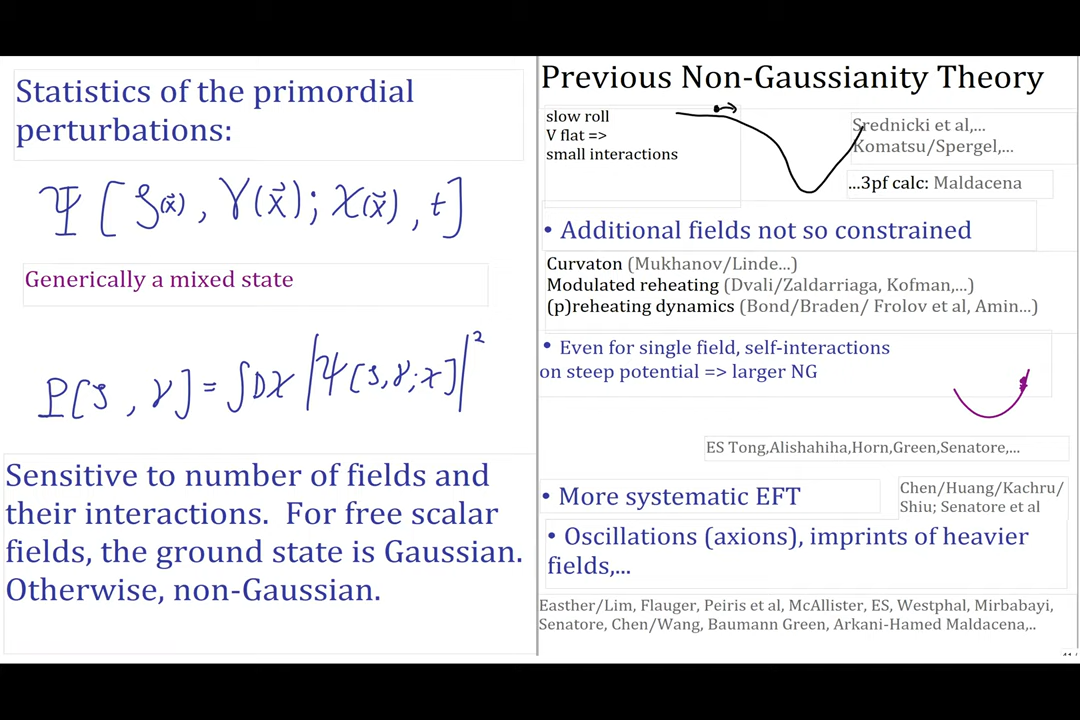 Statistics of the primordial
perturbations:
Ψ [ ζ(x⃗), γ(x⃗); χ(x⃗), t ]
Generically a mixed state
P[ζ, γ] = ∫Dχ |Ψ[ζ, γ; χ]|²
Sensitive to number of fields and
their interactions. For free scalar
fields, the ground state is Gaussian.
Otherwise, non-Gaussian.
Previous Non-Gaussianity Theory
slow roll
V flat =>
small interactions
Srednicki et al,...
Komatsu/Spergel,...
...3pf calc: Maldacena
• Additional fields not so constrained
Curvaton (Mukhanov/Linde...)
Modulated reheating (Dvali/Zaldarriaga, Kofman,...)
(p)reheating dynamics (Bond/Braden/ Frolov et al, Amin...)
• Even for single field, self-interactions
on steep potential => larger NG
ES Tong,Alishahiha,Horn,Green,Senatore,...
• More systematic EFT
Chen/Huang/Kachru/
Shiu; Senatore et al
• Oscillations (axions), imprints of heavier
fields,...
Easther/Lim, Flauger, Peiris et al, McAllister, ES, Westphal, Mirbabayi,
Senatore, Chen/Wang, Baumann Green, Arkani-Hamed Maldacena,..